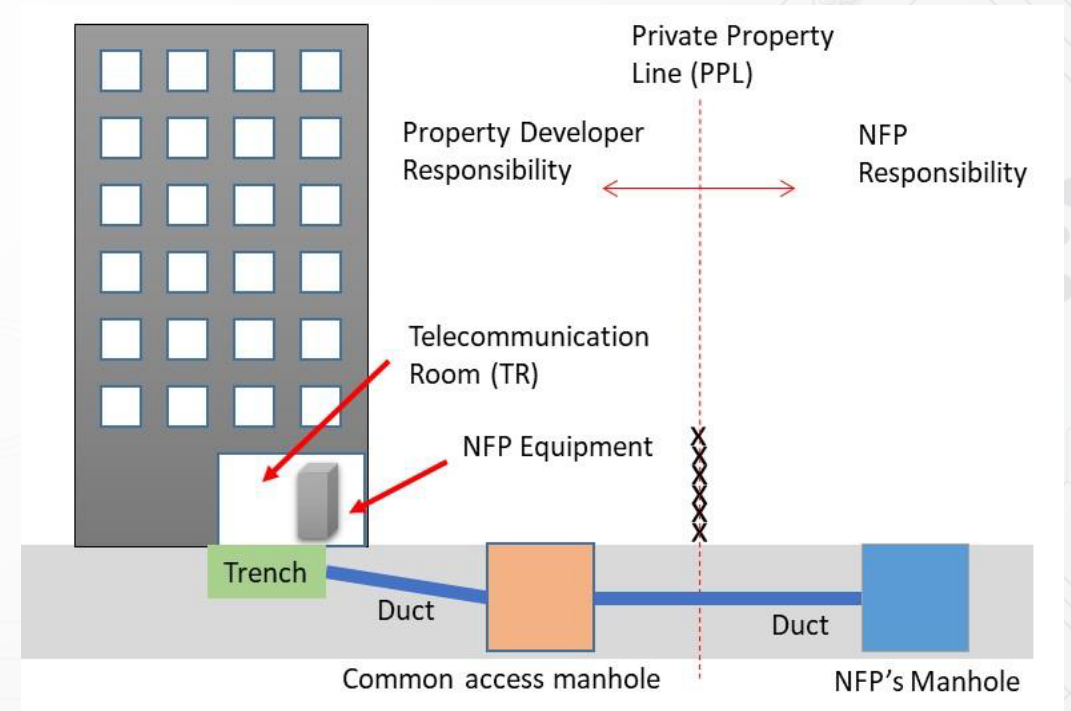 Private Property
Line (PPL)
Property Developer
Responsibility
NFP
Responsibility
Telecommunication
Room (TR)
NFP Equipment
X
X
X
X
X
X
Trench
Duct
Duct
Common access manhole
NFP's Manhole